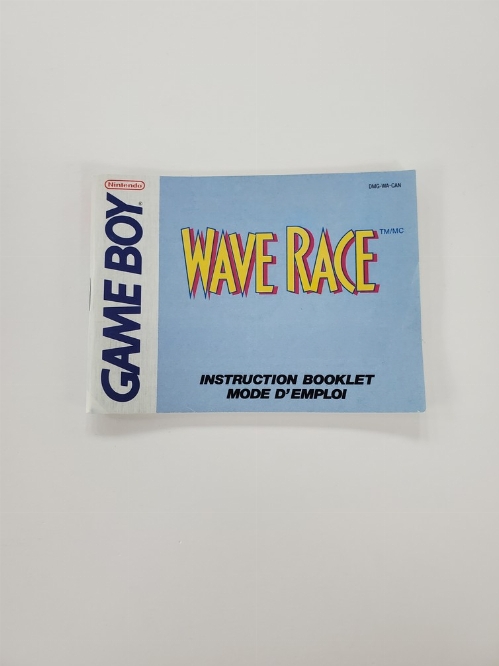 Nintendo
GAME BOY®
DMG-WR-CAN
WAVE RACE TM/MC
INSTRUCTION BOOKLET
MODE D'EMPLOI